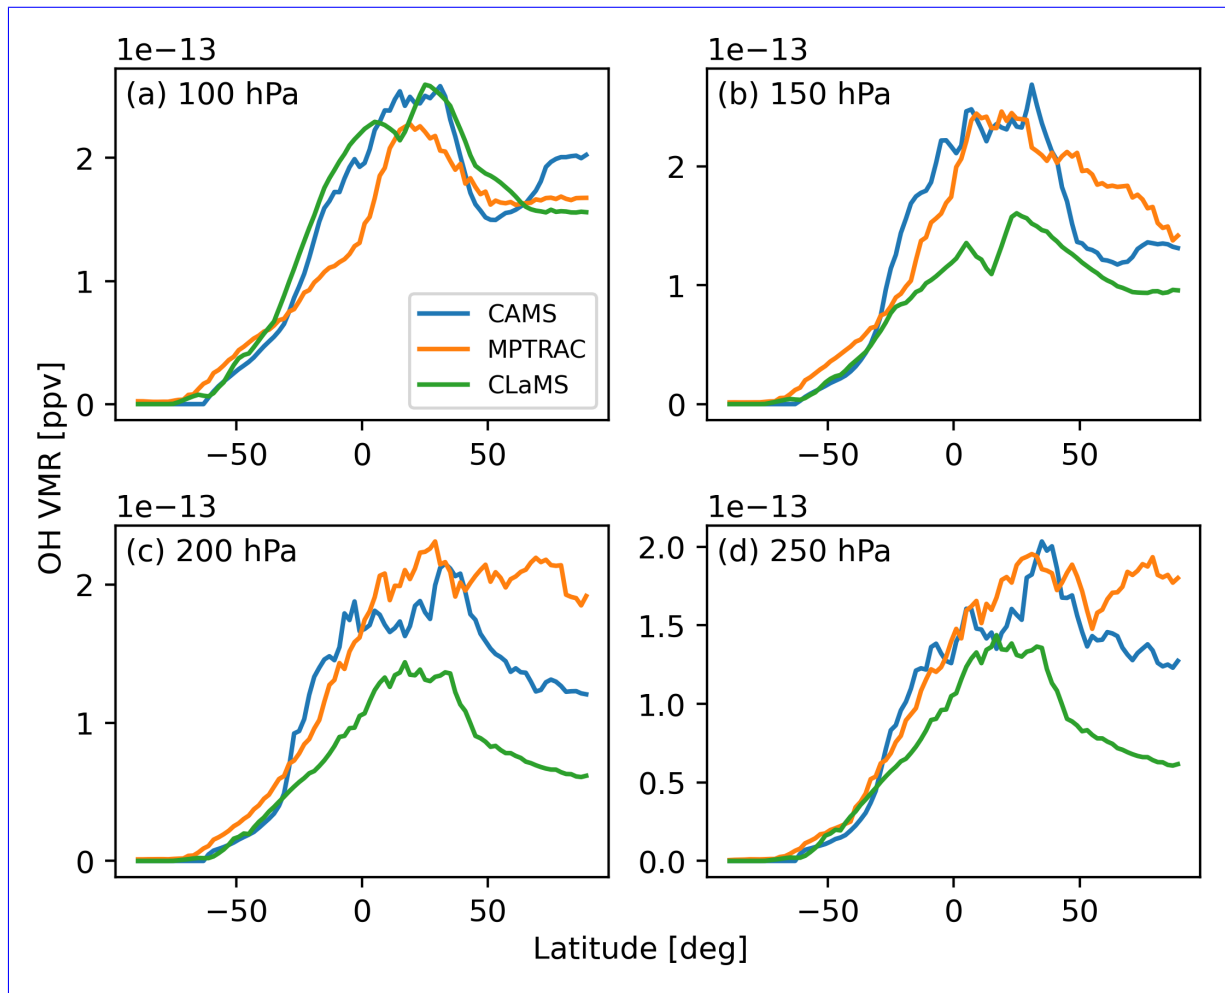 1e−13
(a) 100 hPa
2
1
0
−50 0 50
CAMS
MPTRAC
CLaMS
1e−13
(b) 150 hPa
2
1
0
−50 0 50
1e−13
(c) 200 hPa
2
1
0
−50 0 50
1e−13
(d) 250 hPa
2.0
1.5
1.0
0.5
0.0
−50 0 50
OH VMR [ppv]
Latitude [deg]